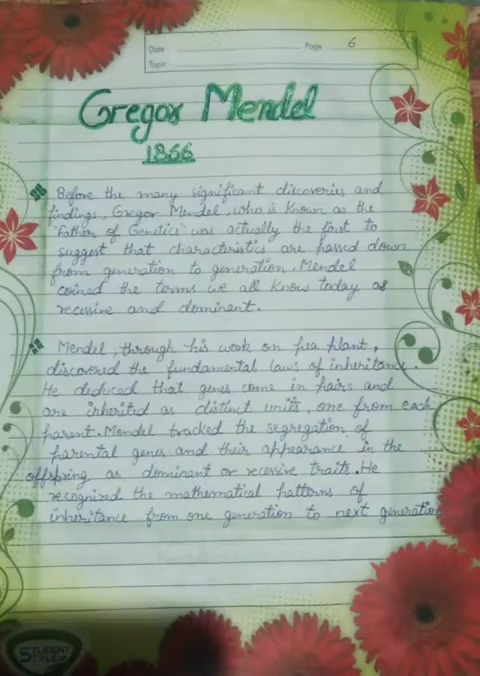 Date
Page 6
Topic
Gregor Mendel
1866
Before the many significant discoveries and
findings, Gregor Mendel, who is known as the
"Father of Genetics" was actually the first to
suggest that characteristics are passed down
from generation to generation. Mendel
coined the terms we all know today as
recessive and dominant.
Mendel, through his work on pea plant,
discovered the fundamental laws of inheritance.
He deduced that genes come in pairs and
are inherited as distinct units, one from each
parent. Mendel tracked the segregation of
parental genes and their appearance in the
offspring as dominant or recessive traits. He
recognized the mathematical patterns of
inheritance from one generation to next generation
STUDENT
STYLE